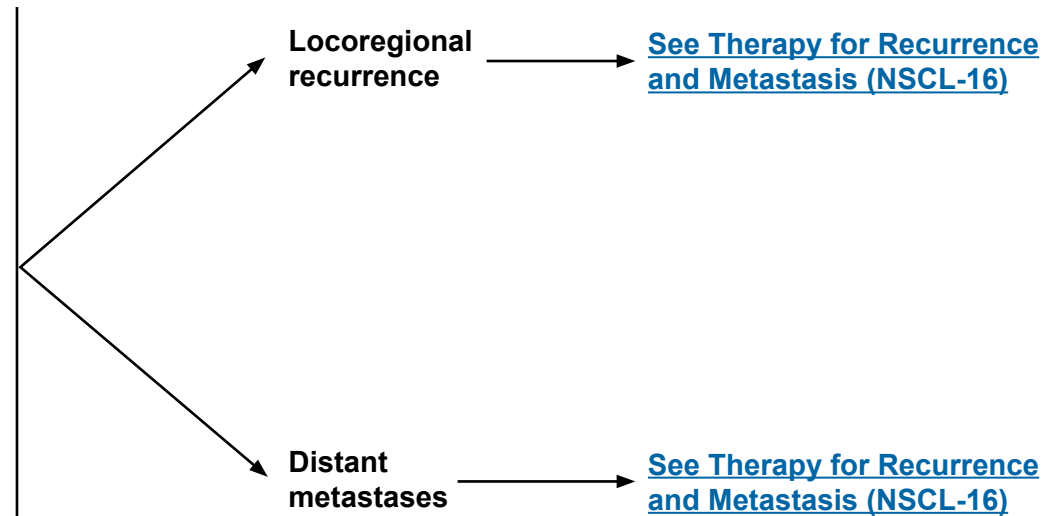 Locoregional
recurrence
See Therapy for Recurrence
and Metastasis (NSCL-16)
Distant
metastases
See Therapy for Recurrence
and Metastasis (NSCL-16)